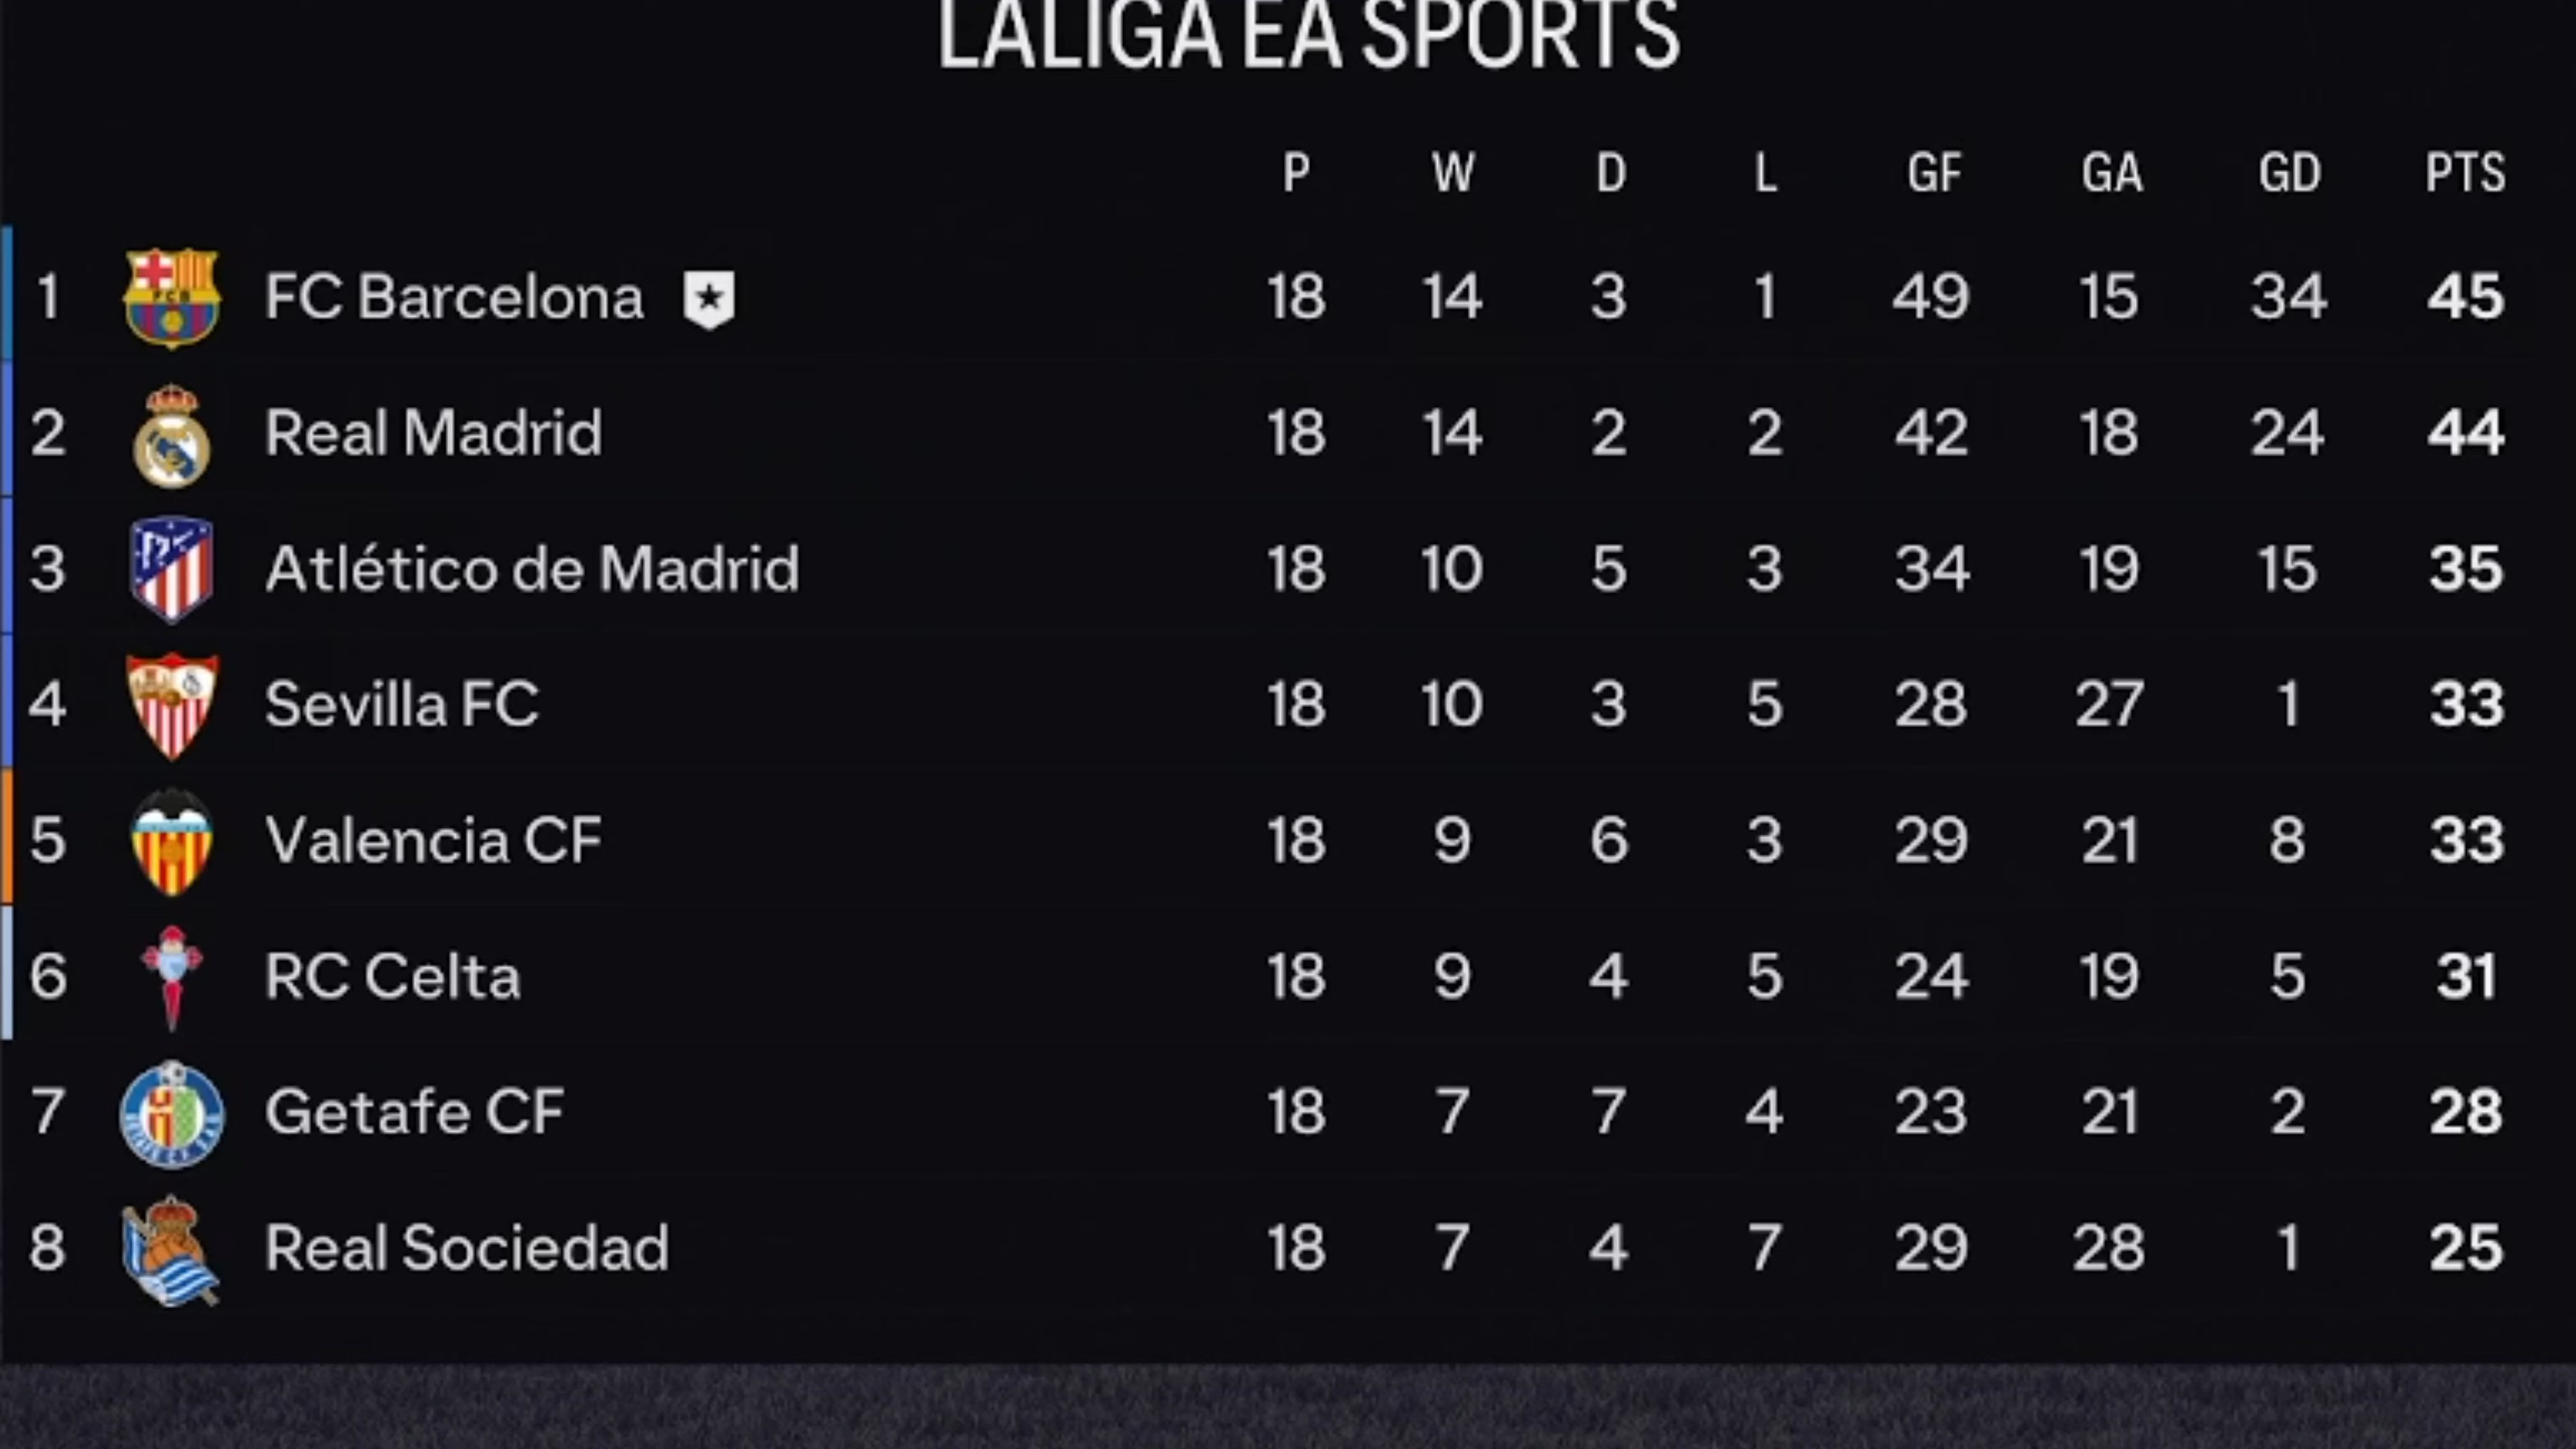 LALIGA EA SPORTS
P W D L GF GA GD PTS
1 FC Barcelona 18 14 3 1 49 15 34 45
2 Real Madrid 18 14 2 2 42 18 24 44
3 Atlético de Madrid 18 10 5 3 34 19 15 35
4 Sevilla FC 18 10 3 5 28 27 1 33
5 Valencia CF 18 9 6 3 29 21 8 33
6 RC Celta 18 9 4 5 24 19 5 31
7 Getafe CF 18 7 7 4 23 21 2 28
8 Real Sociedad 18 7 4 7 29 28 1 25